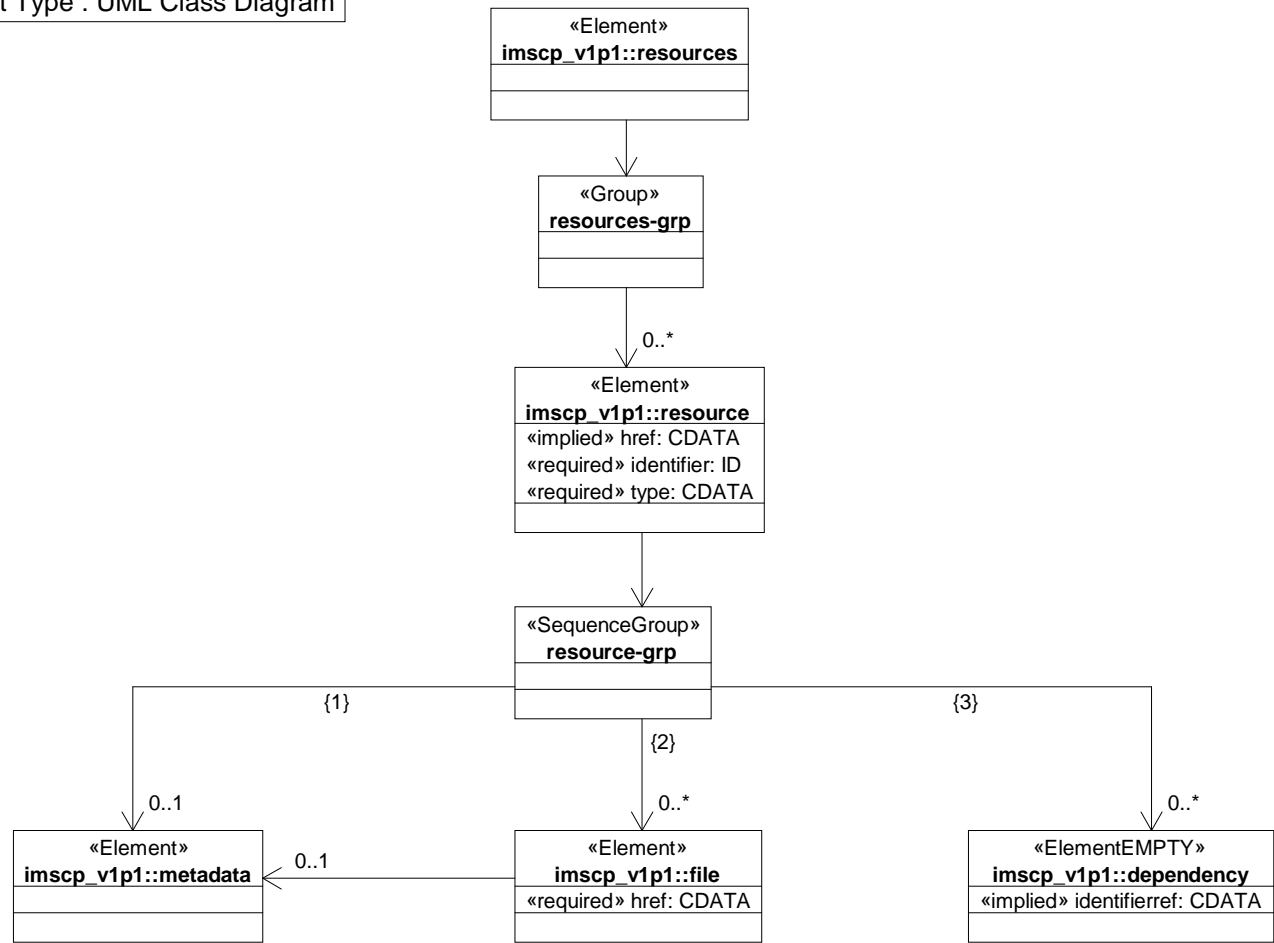 t Type : UML Class Diagram
«Element»
imscp_v1p1::resources
«Group»
resources-grp
0..*
«Element»
imscp_v1p1::resource
«implied» href: CDATA
«required» identifier: ID
«required» type: CDATA
«SequenceGroup»
resource-grp
{1}
{3}
{2}
0..1
0..*
0..*
«Element»
imscp_v1p1::metadata
0..1
«Element»
imscp_v1p1::file
«required» href: CDATA
«ElementEMPTY»
imscp_v1p1::dependency
«implied» identifierref: CDATA